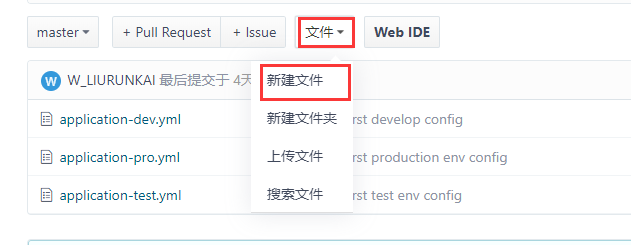 master + Pull Request + Issue 文件 Web IDE
W W_LIURUNKAI 最后提交于 4天
新建文件
新建文件夹
上传文件
搜索文件
application-dev.yml rst develop config
application-pro.yml rst production env config
application-test.yml rst test env config